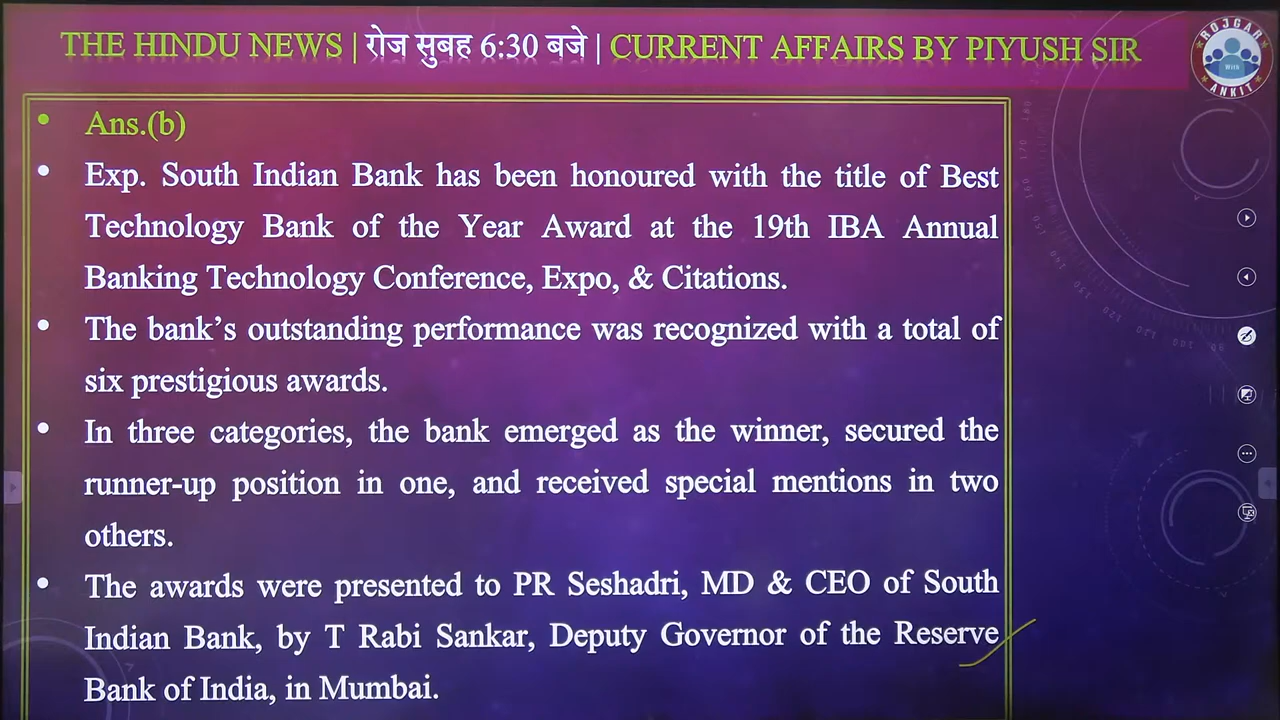 THE HINDU NEWS | रोज सुबह 6:30 बजे | CURRENT AFFAIRS BY PIYUSH SIR
ROJGAR
With
ANKIT
• Ans.(b)
• Exp. South Indian Bank has been honoured with the title of Best
Technology Bank of the Year Award at the 19th IBA Annual
Banking Technology Conference, Expo, & Citations.
• The bank’s outstanding performance was recognized with a total of
six prestigious awards.
• In three categories, the bank emerged as the winner, secured the
runner-up position in one, and received special mentions in two
others.
• The awards were presented to PR Seshadri, MD & CEO of South
Indian Bank, by T Rabi Sankar, Deputy Governor of the Reserve
Bank of India, in Mumbai.